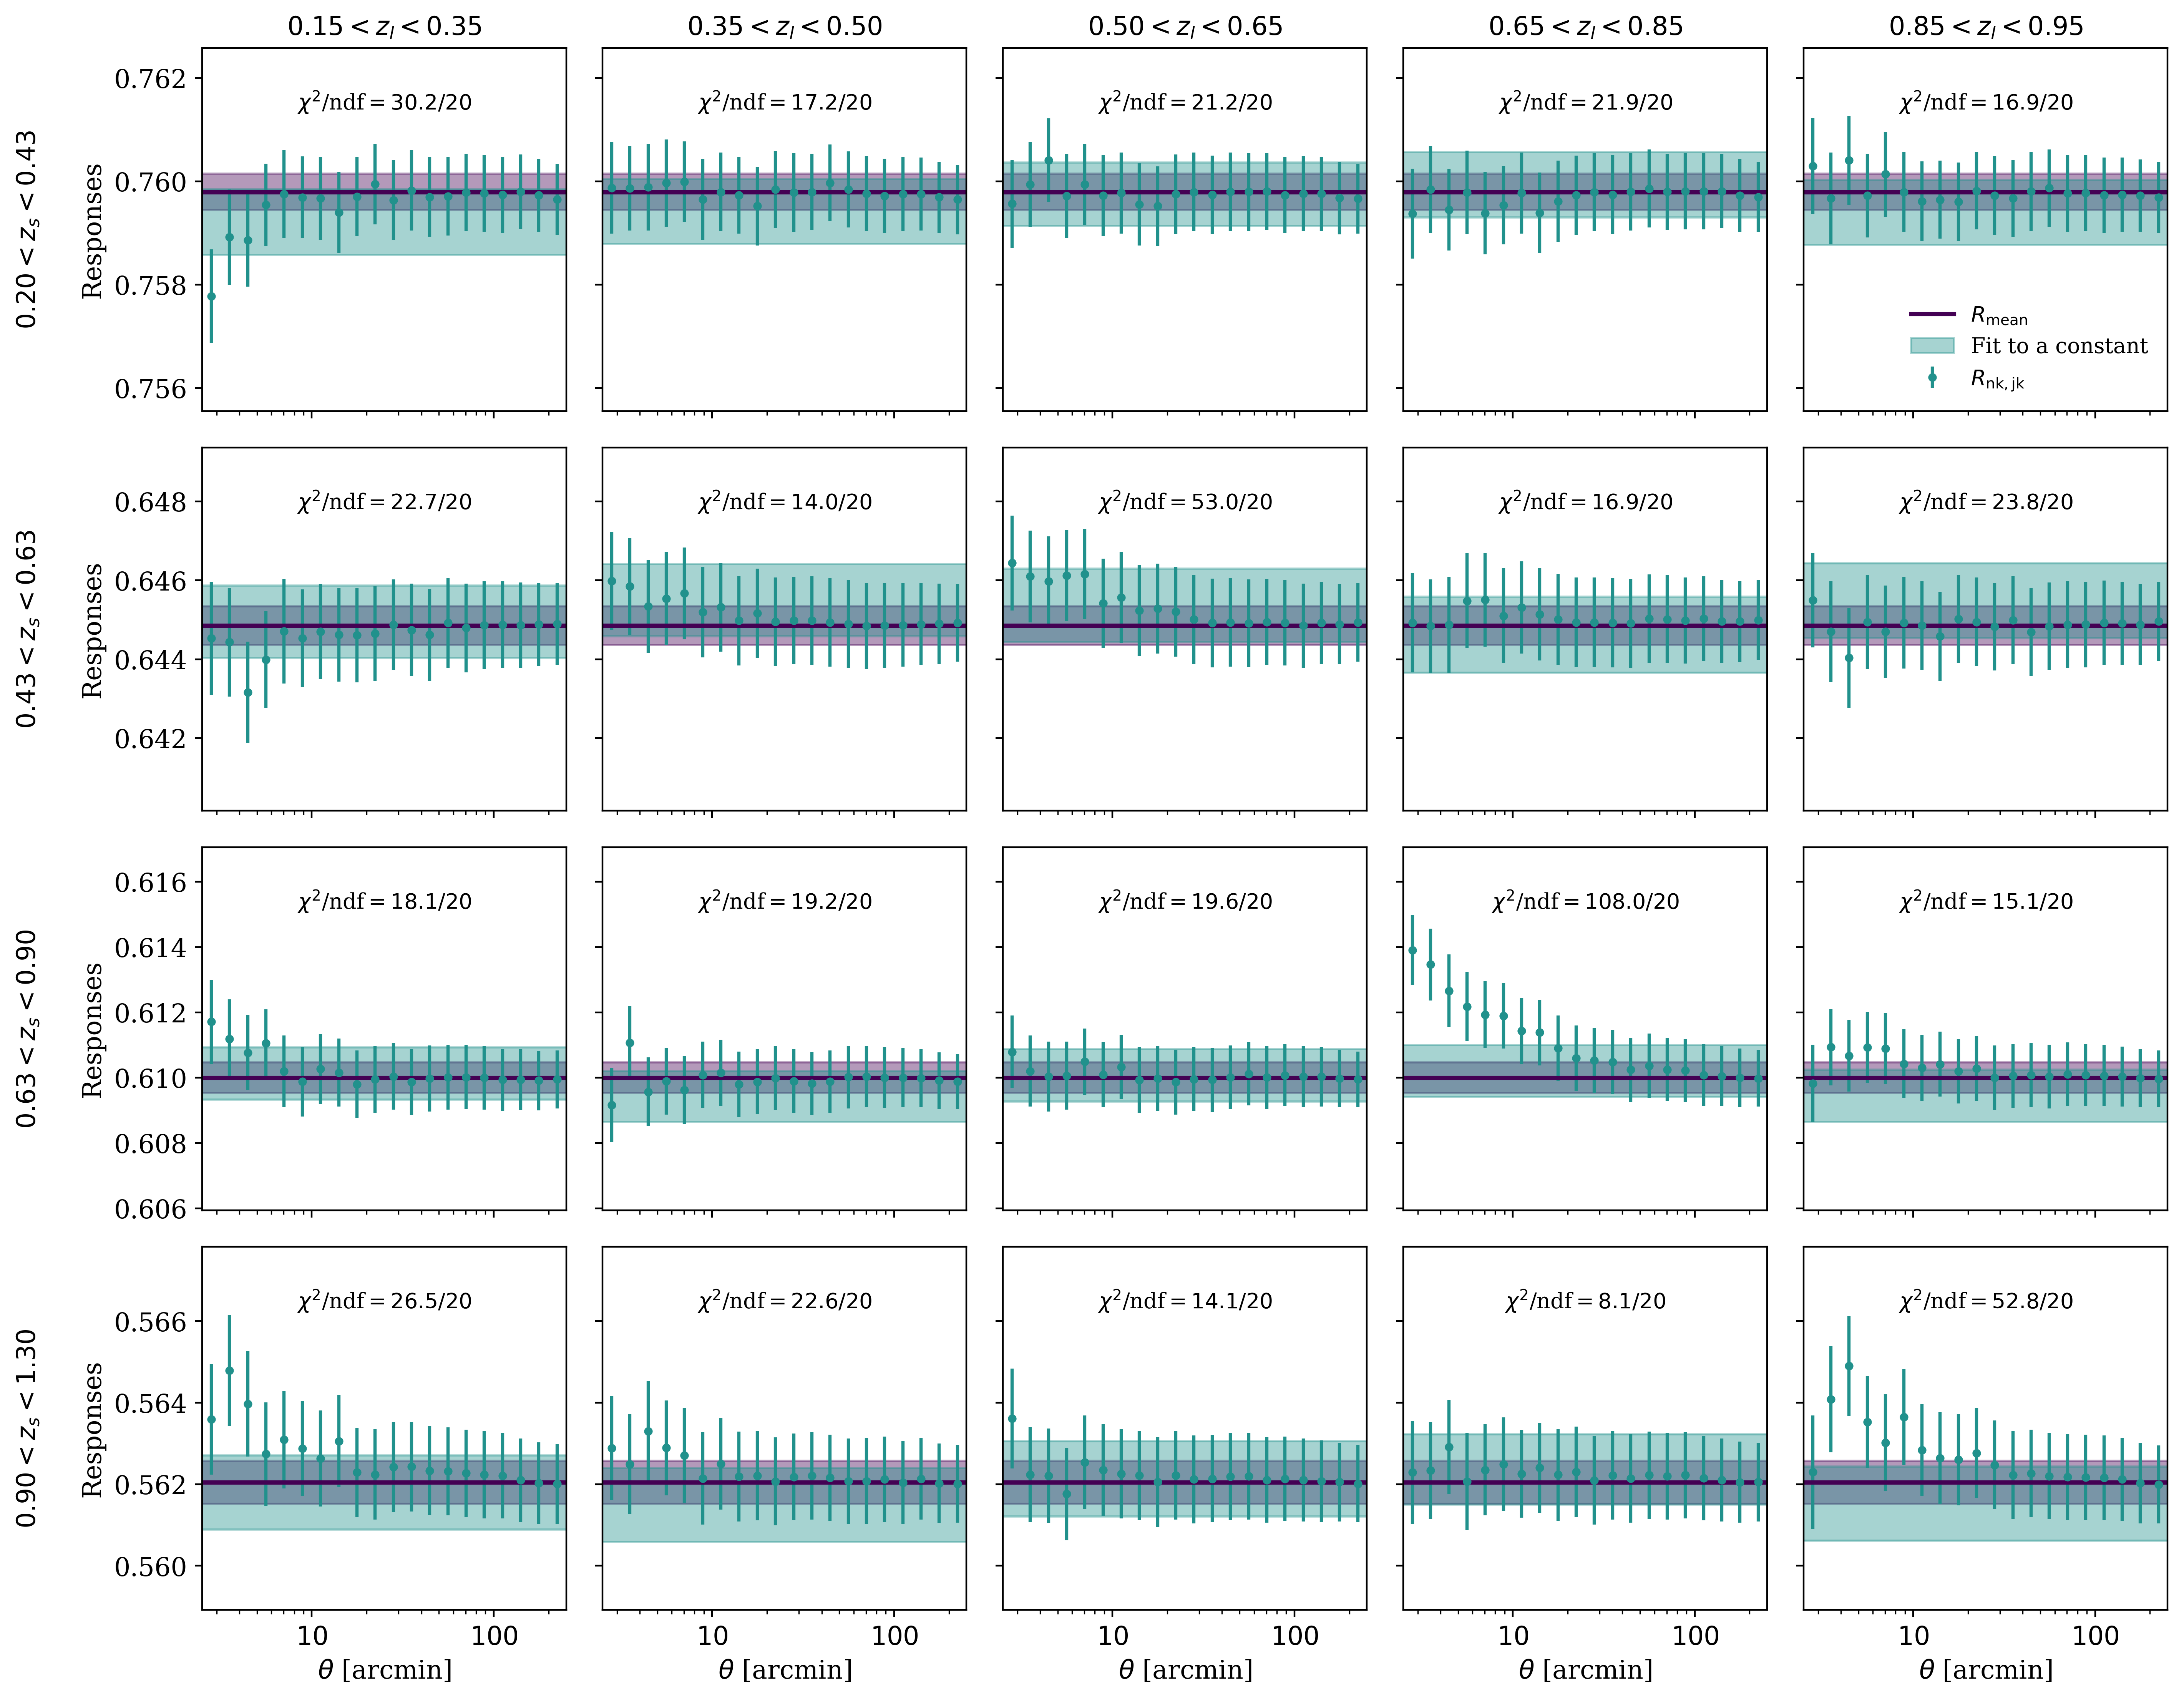 0.15 < z_l < 0.35
0.35 < z_l < 0.50
0.50 < z_l < 0.65
0.65 < z_l < 0.85
0.85 < z_l < 0.95
0.20 < z_s < 0.43
Responses
0.762
0.760
0.758
0.756
χ²/ndf = 30.2/20
χ²/ndf = 17.2/20
χ²/ndf = 21.2/20
χ²/ndf = 21.9/20
χ²/ndf = 16.9/20
R_mean
Fit to a constant
R_nk, jk
0.43 < z_s < 0.63
Responses
0.648
0.646
0.644
0.642
χ²/ndf = 22.7/20
χ²/ndf = 14.0/20
χ²/ndf = 53.0/20
χ²/ndf = 16.9/20
χ²/ndf = 23.8/20
0.63 < z_s < 0.90
Responses
0.616
0.614
0.612
0.610
0.608
0.606
χ²/ndf = 18.1/20
χ²/ndf = 19.2/20
χ²/ndf = 19.6/20
χ²/ndf = 108.0/20
χ²/ndf = 15.1/20
0.90 < z_s < 1.30
Responses
0.566
0.564
0.562
0.560
χ²/ndf = 26.5/20
χ²/ndf = 22.6/20
χ²/ndf = 14.1/20
χ²/ndf = 8.1/20
χ²/ndf = 52.8/20
10 100
10 100
10 100
10 100
10 100
θ [arcmin]
θ [arcmin]
θ [arcmin]
θ [arcmin]
θ [arcmin]